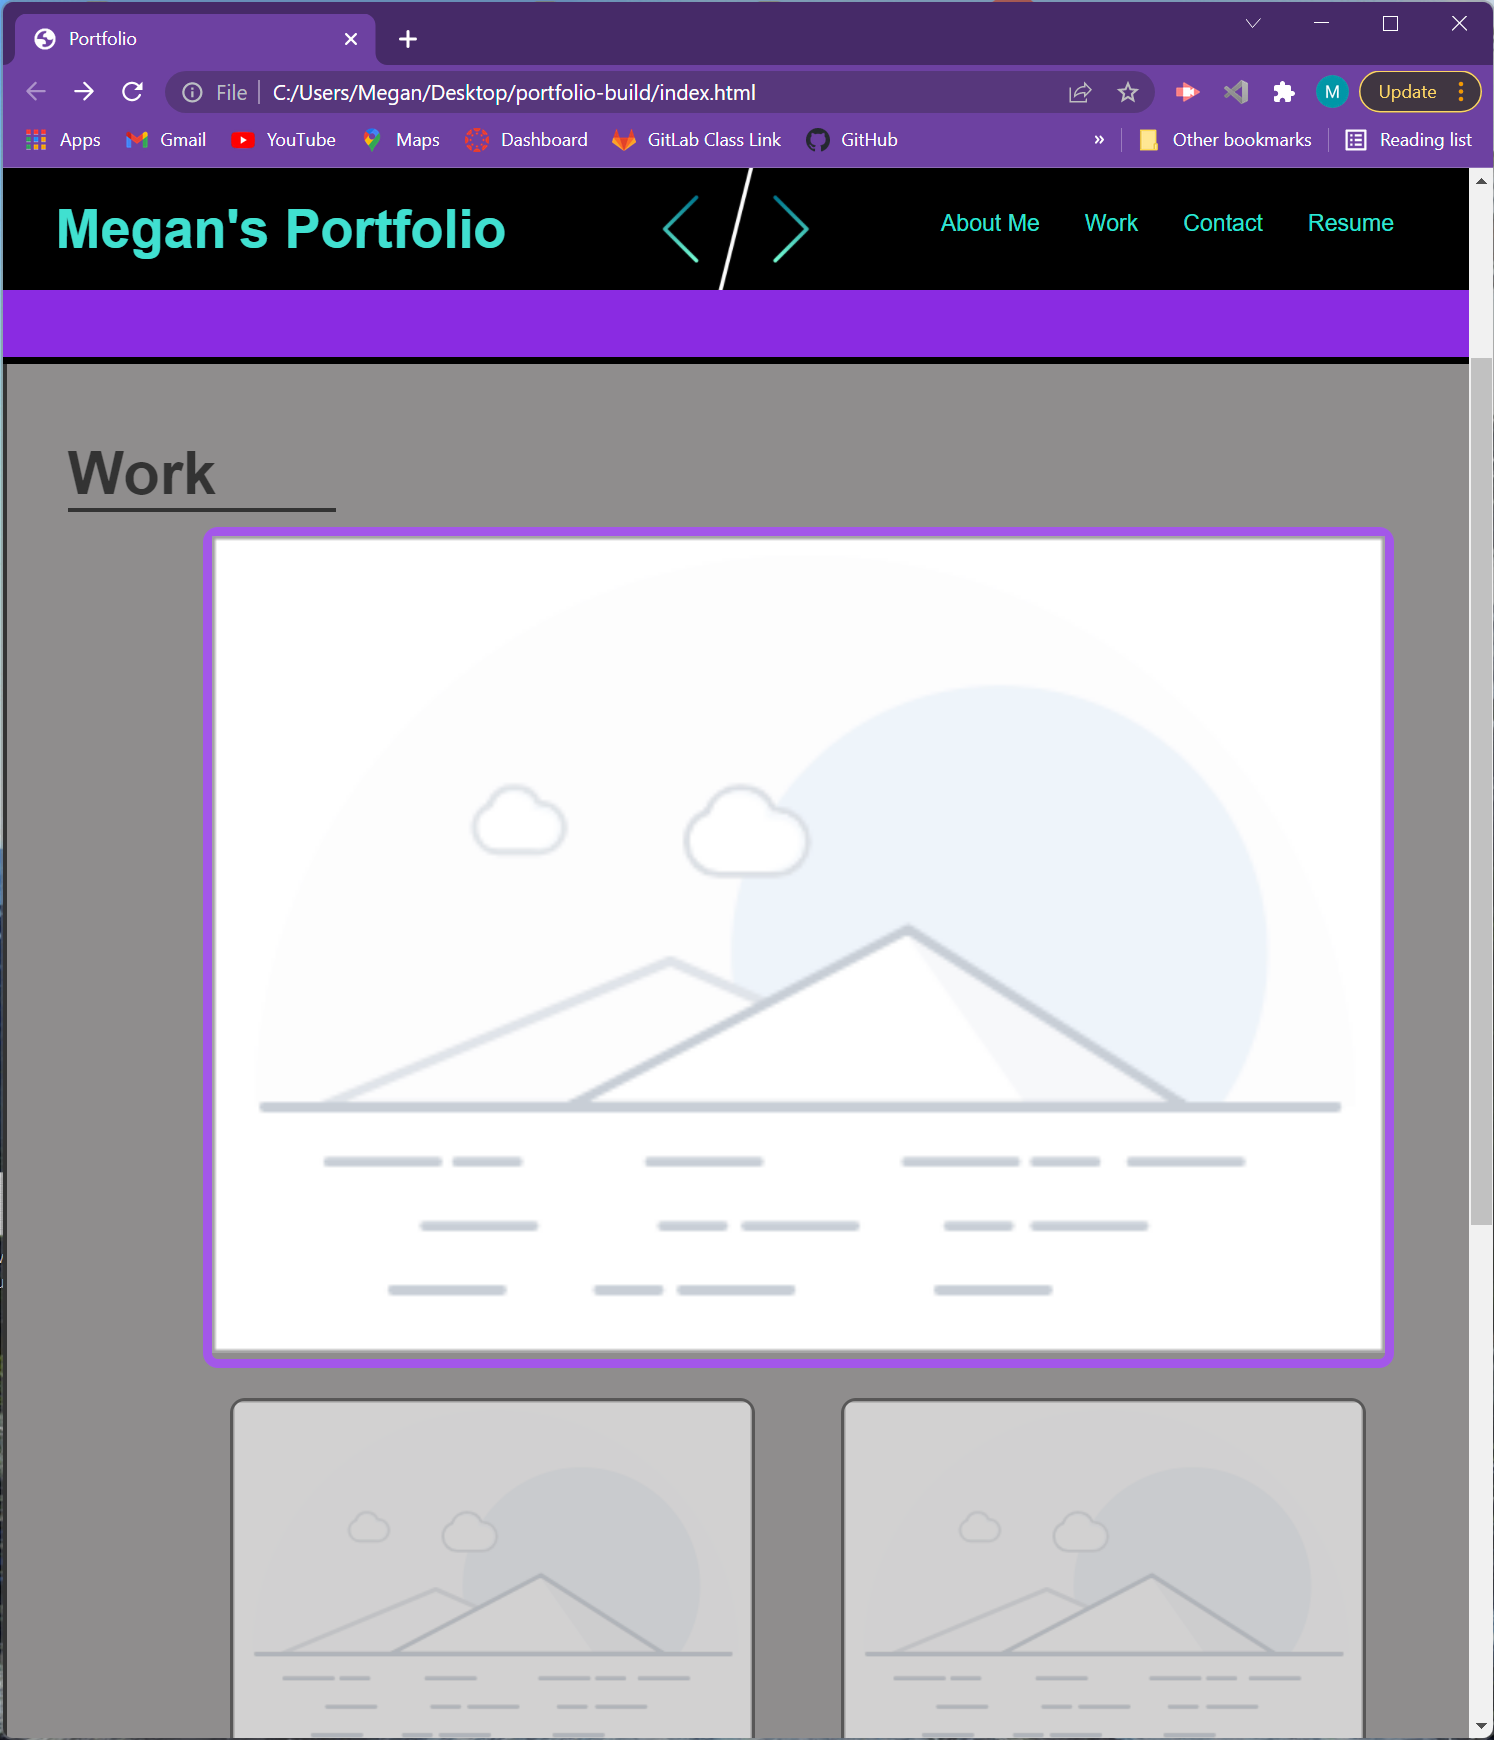 Portfolio
File C:/Users/Megan/Desktop/portfolio-build/index.html M Update
Apps Gmail YouTube Maps Dashboard GitLab Class Link GitHub » Other bookmarks Reading list
Megan's Portfolio < / > About Me Work Contact Resume
Work